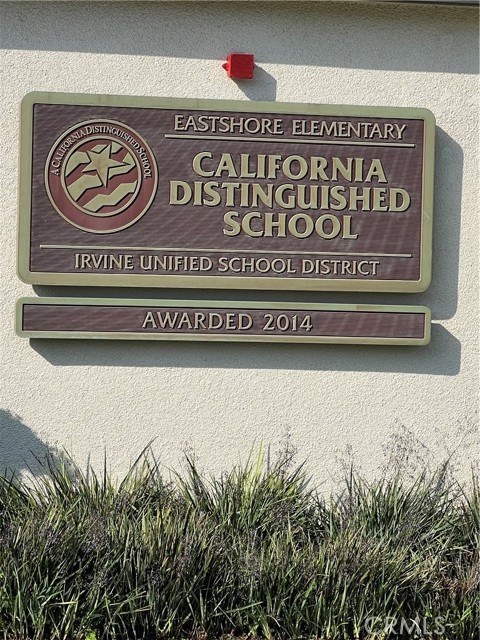 EASTSHORE ELEMENTARY
A CALIFORNIA DISTINGUISHED SCHOOL
CALIFORNIA
DISTINGUISHED
SCHOOL
IRVINE UNIFIED SCHOOL DISTRICT
AWARDED 2014
CRMLS